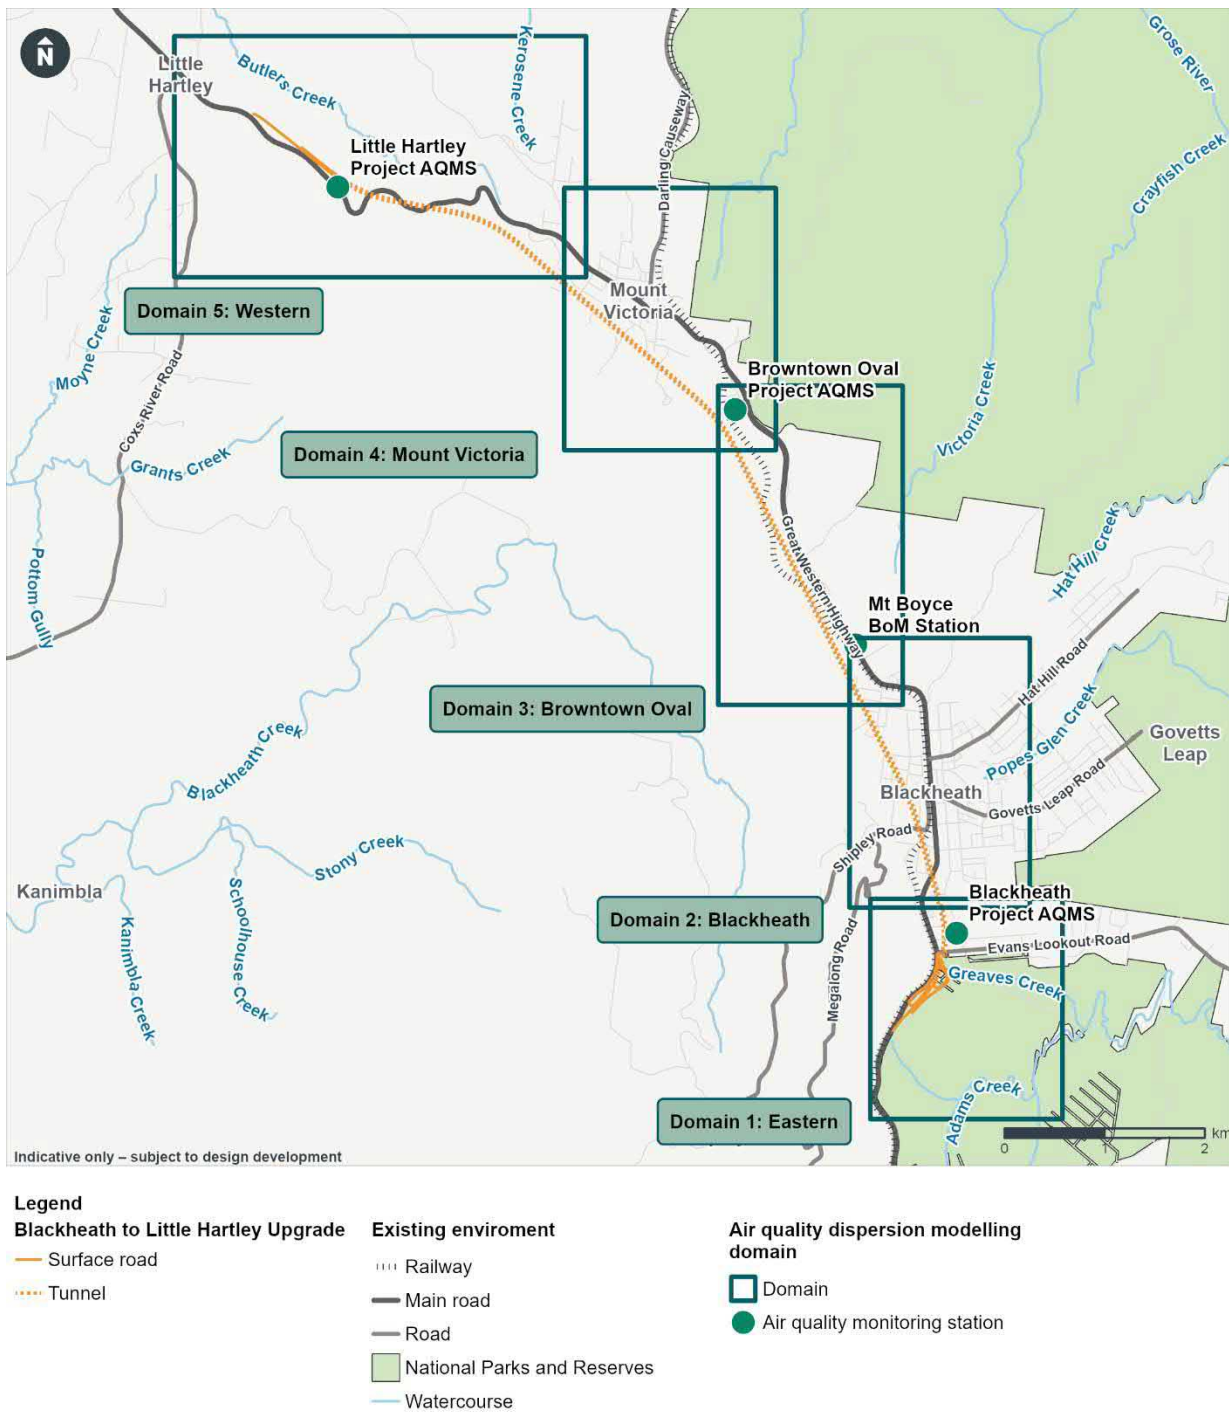 N
Little
Hartley
Butlers Creek
Kerosene Creek
Darling Causeway
Grose River
Crayfish Creek
Little Hartley
Project AQMS
Mount
Victoria
Domain 5: Western
Moyne Creek
Coxs River Road
Browntown Oval
Project AQMS
Victoria Creek
Domain 4: Mount Victoria
Grants Creek
Pottom Gully
Great Western Highway
Hat Hill Creek
Mt Boyce
BoM Station
Hat Hill Road
Domain 3: Browntown Oval
Popes Glen Creek
Govetts
Leap
Blackheath Creek
Blackheath
Govetts Leap Road
Shipley Road
Stony Creek
Kanimbla
Schoolhouse Creek
Kanimbla Creek
Blackheath
Project AQMS
Domain 2: Blackheath
Megalong Road
Evans Lookout Road
Greaves Creek
Adams Creek
Domain 1: Eastern
0 1 2 km
Indicative only – subject to design development
Legend
Blackheath to Little Hartley Upgrade
Surface road
Tunnel
Existing enviroment
Railway
Main road
Road
National Parks and Reserves
Watercourse
Air quality dispersion modelling
domain
Domain
Air quality monitoring station